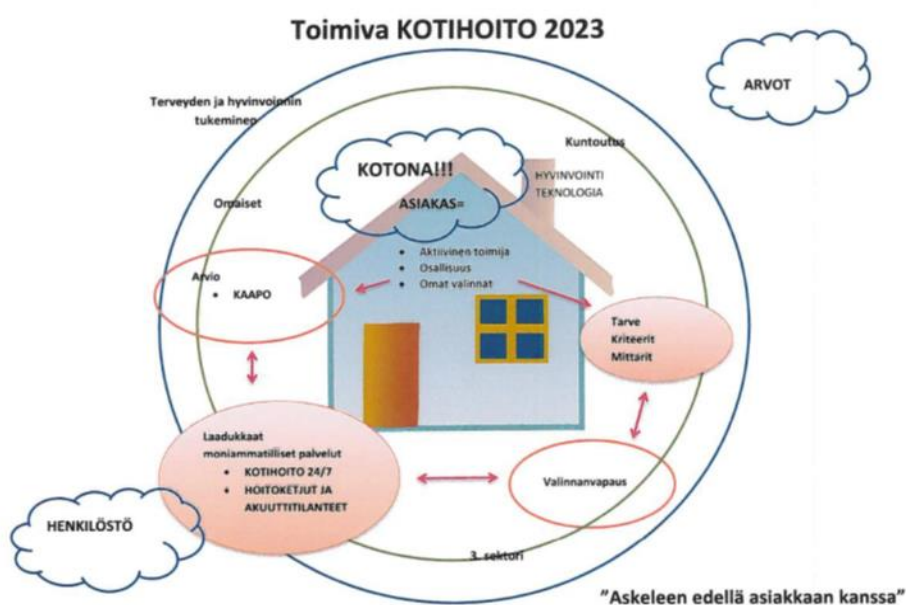 Toimiva KOTIHOITO 2023
ARVOT
Terveyden ja hyvinvoinnin
tukeminen
Kuntoutus
KOTONA!!!
HYVINVOINTI
TEKNOLOGIA
ASIAKAS=
Omaiset
• Aktiivinen toimija
• Osallisuus
• Omat valinnat
Arvio
• KAAPO
Tarve
Kriteerit
Mittarit
Laadukkaat
moniammatilliset palvelut
• KOTIHOITO 24/7
• HOITOKETJUT JA
AKUUTTITILANTEET
Valinnanvapaus
HENKILÖSTÖ
3. sektori
"Askeleen edellä asiakkaan kanssa"